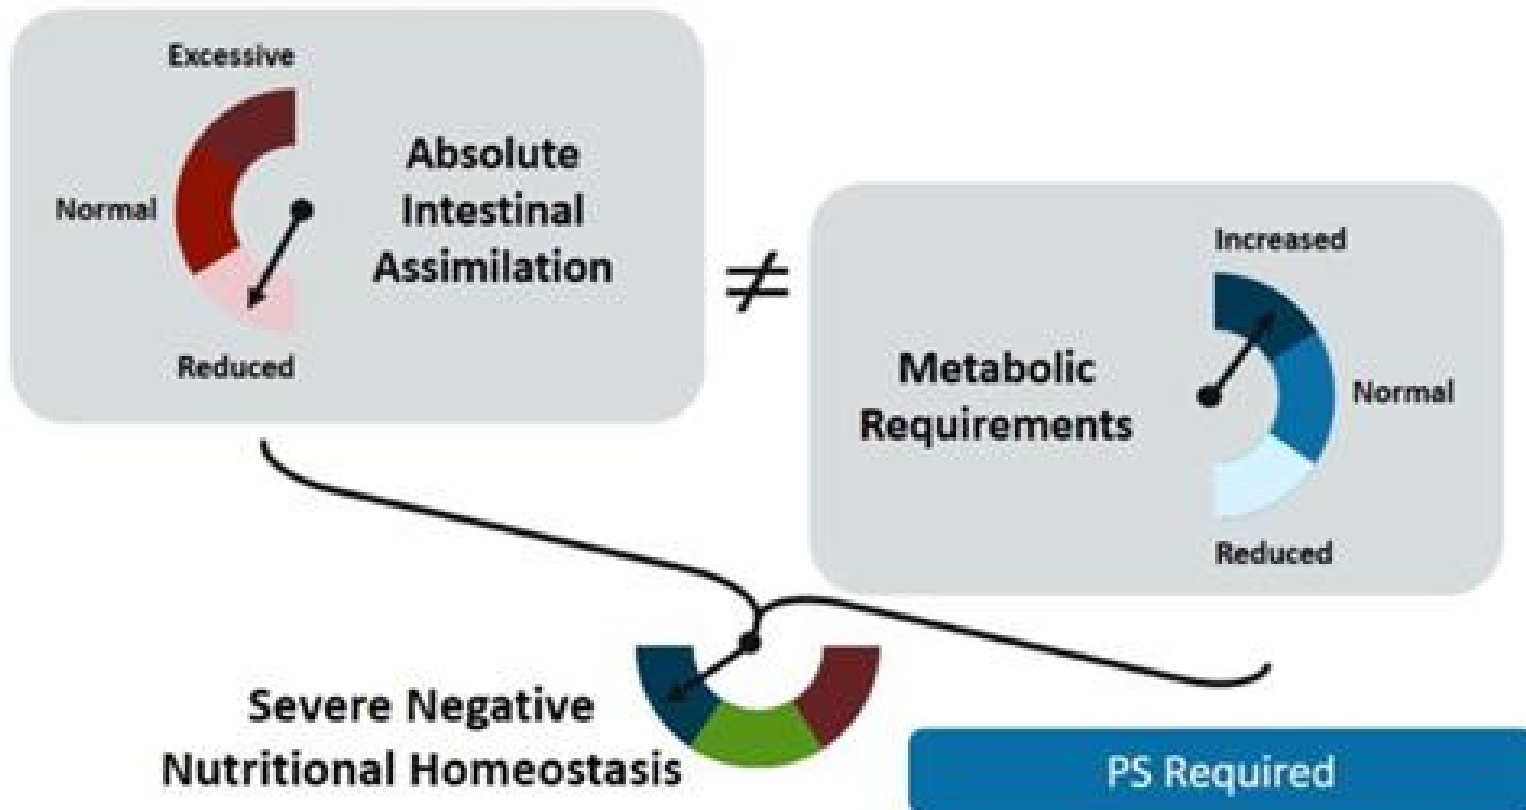 Excessive
Normal
Reduced
Absolute
Intestinal
Assimilation
≠
Increased
Normal
Reduced
Metabolic
Requirements
Severe Negative
Nutritional Homeostasis
PS Required